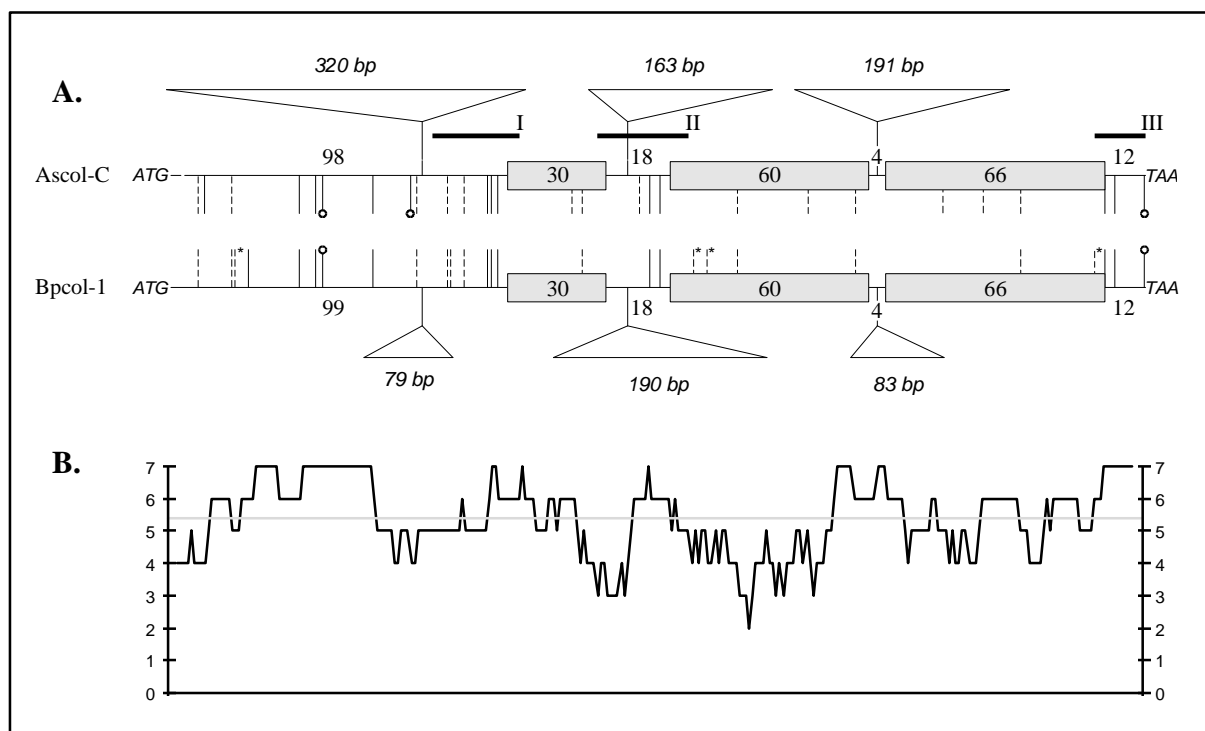 A.
320 bp
163 bp
191 bp
I
II
III
Ascol-C
ATG
98
30
18
60
4
66
12
TAA
* * * *
Bpcol-1
ATG
99
30
18
60
4
66
12
TAA
79 bp
190 bp
83 bp
B.
7 7
6 6
5 5
4 4
3 3
2 2
1 1
0 0